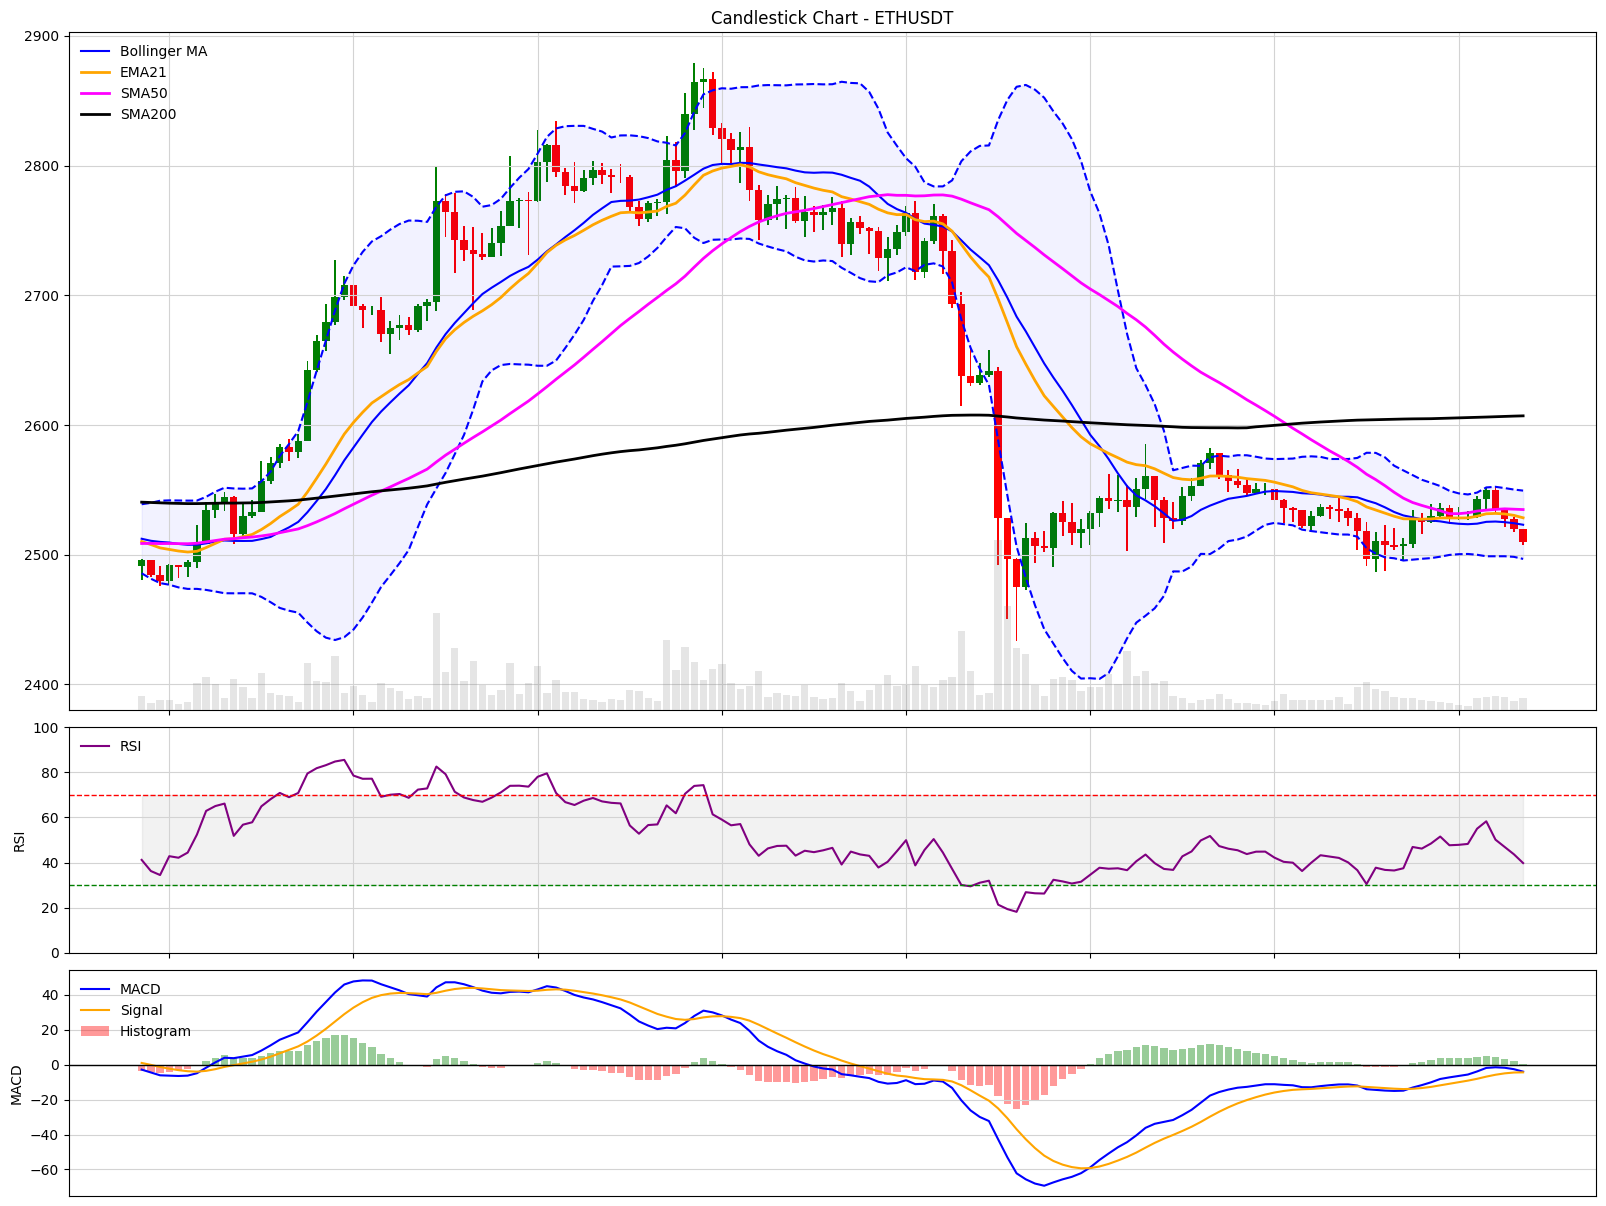 Candlestick Chart - ETHUSDT
2900
2800
2700
2600
2500
2400
Bollinger MA
EMA21
SMA50
SMA200
100
80
60
40
20
0
RSI
RSI
40
20
0
−20
−40
−60
MACD
MACD
Signal
Histogram